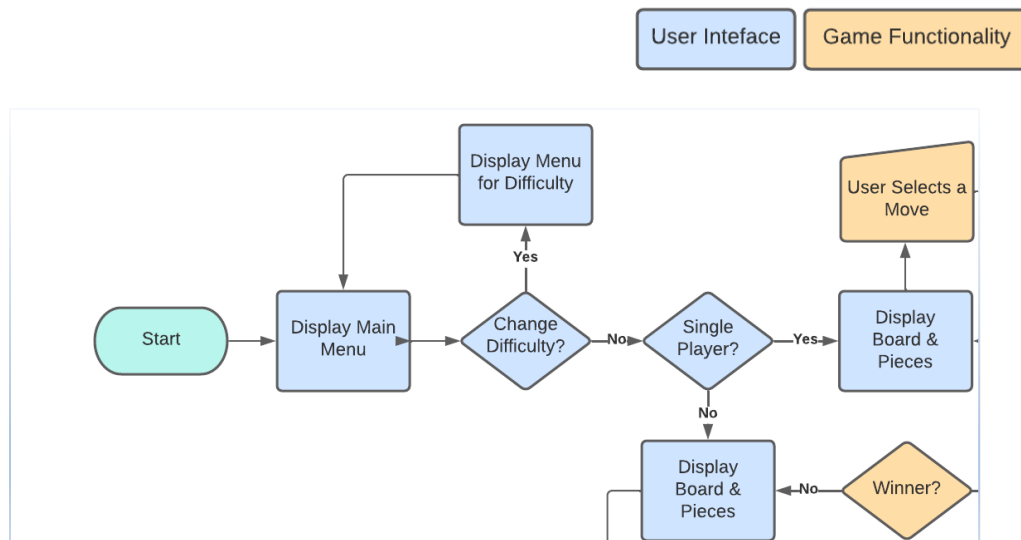 User Inteface
Game Functionality
Display Menu
for Difficulty
User Selects a
Move
Yes
Start
Display Main
Menu
Change
Difficulty?
No
Single
Player?
Yes
Display
Board &
Pieces
No
Display
Board &
Pieces
No
Winner?